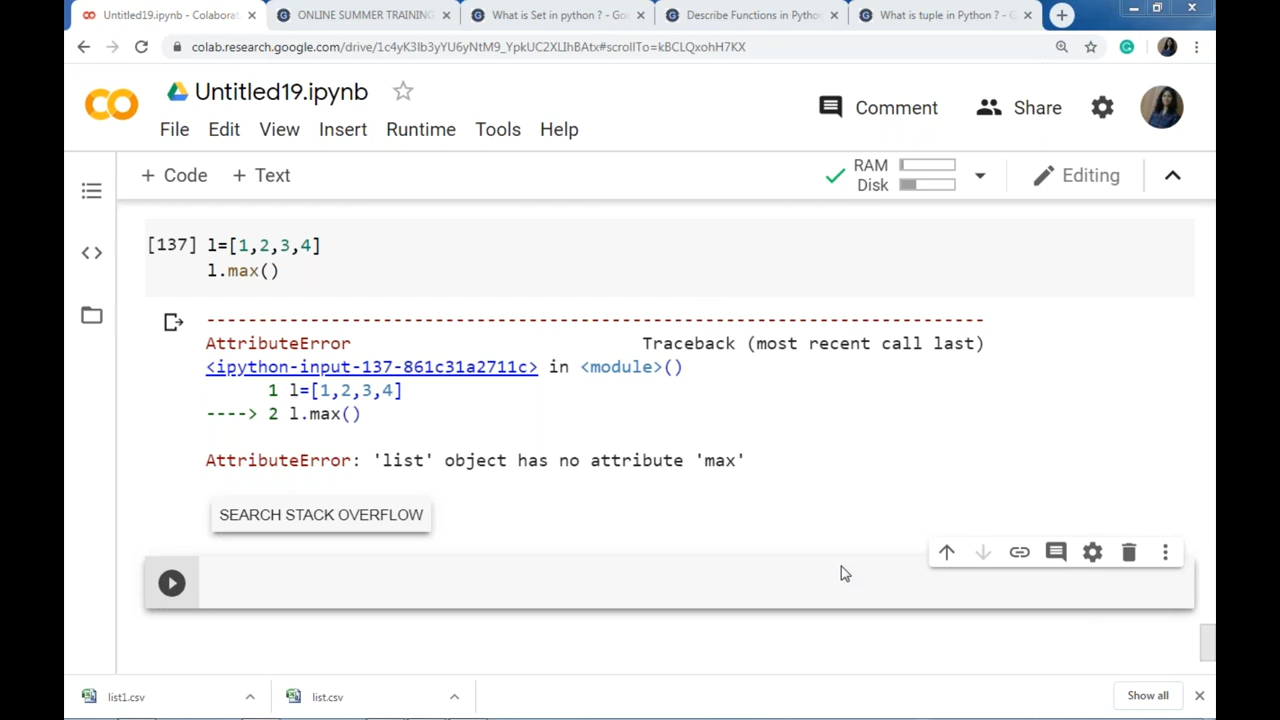 Untitled19.ipynb - Colaborat
ONLINE SUMMER TRAINING
What is Set in python ? - Go
Describe Functions in Pytho
What is tuple in Python ? - G
colab.research.google.com/drive/1c4yK3Ib3yYU6yNtM9_YpkUC2XLIhBAtx#scrollTo=kBCLQxohH7KX
CO
Untitled19.ipynb
Comment
Share
File Edit View Insert Runtime Tools Help
+ Code + Text
RAM
Disk
Editing
[137] l=[1,2,3,4]
l.max()
---------------------------------------------------------------------------
AttributeError Traceback (most recent call last)
<ipython-input-137-861c31a2711c> in <module>()
1 l=[1,2,3,4]
----> 2 l.max()
AttributeError: 'list' object has no attribute 'max'
SEARCH STACK OVERFLOW
list1.csv
list.csv
Show all